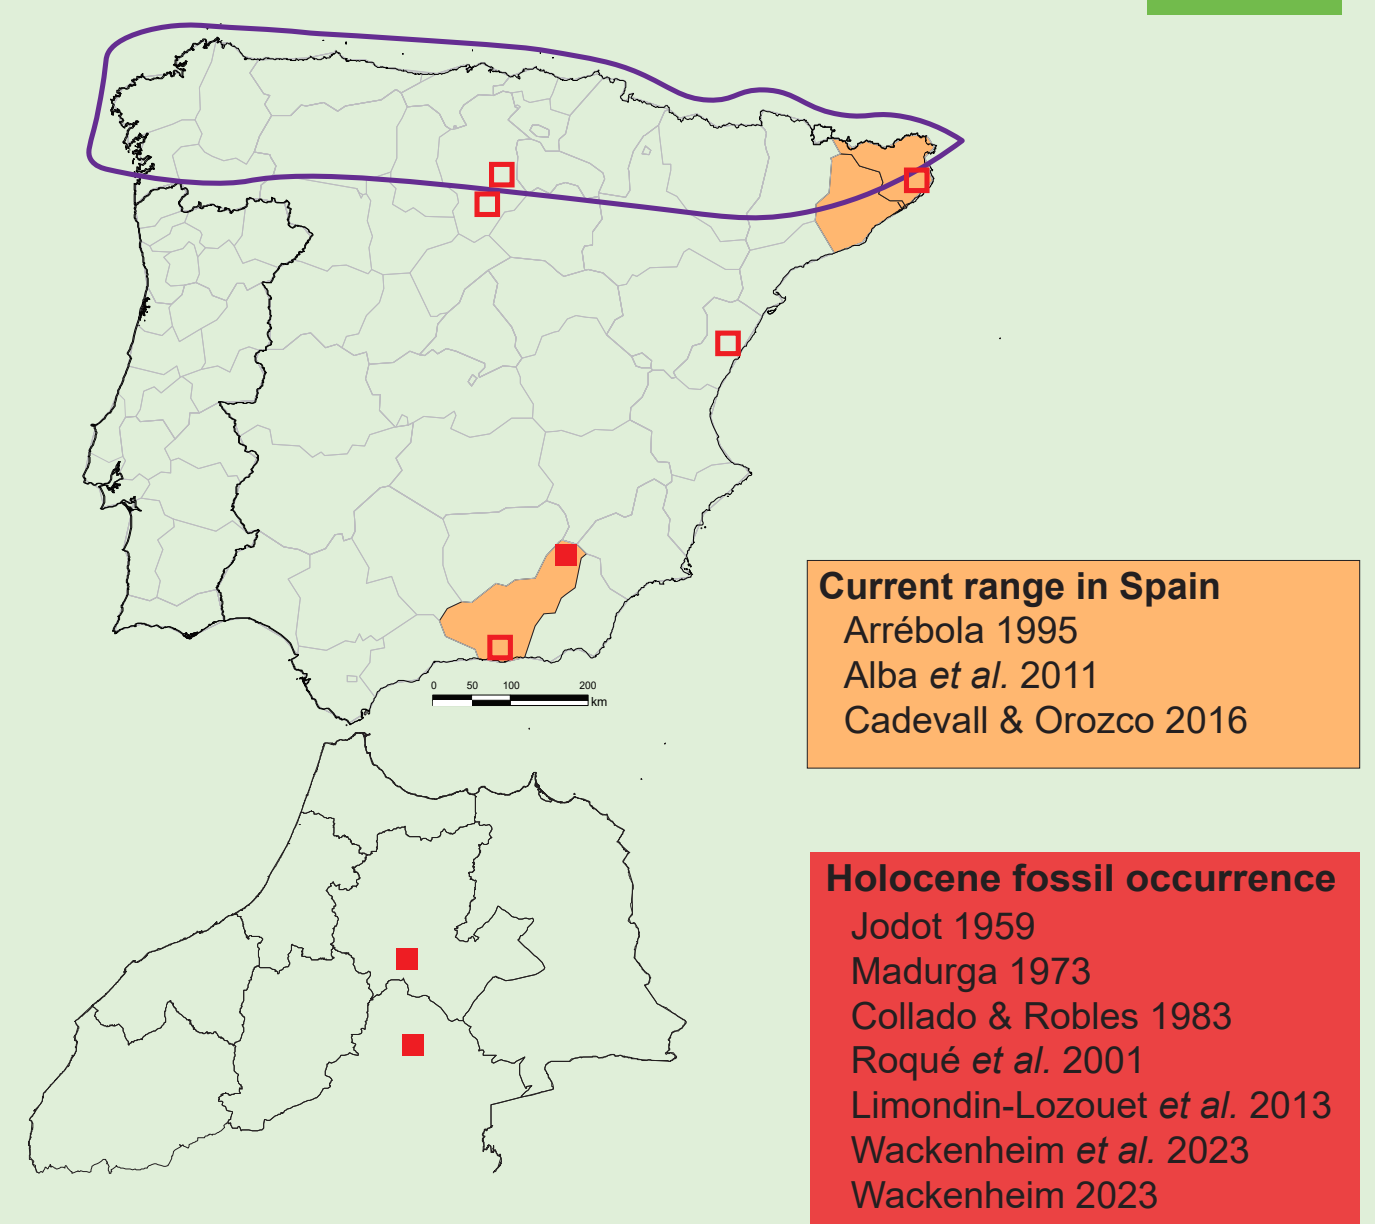 0 50 100 200
km
Current range in Spain
Arrébola 1995
Alba et al. 2011
Cadevall & Orozco 2016
Holocene fossil occurrence
Jodot 1959
Madurga 1973
Collado & Robles 1983
Roqué et al. 2001
Limondin-Lozouet et al. 2013
Wackenheim et al. 2023
Wackenheim 2023